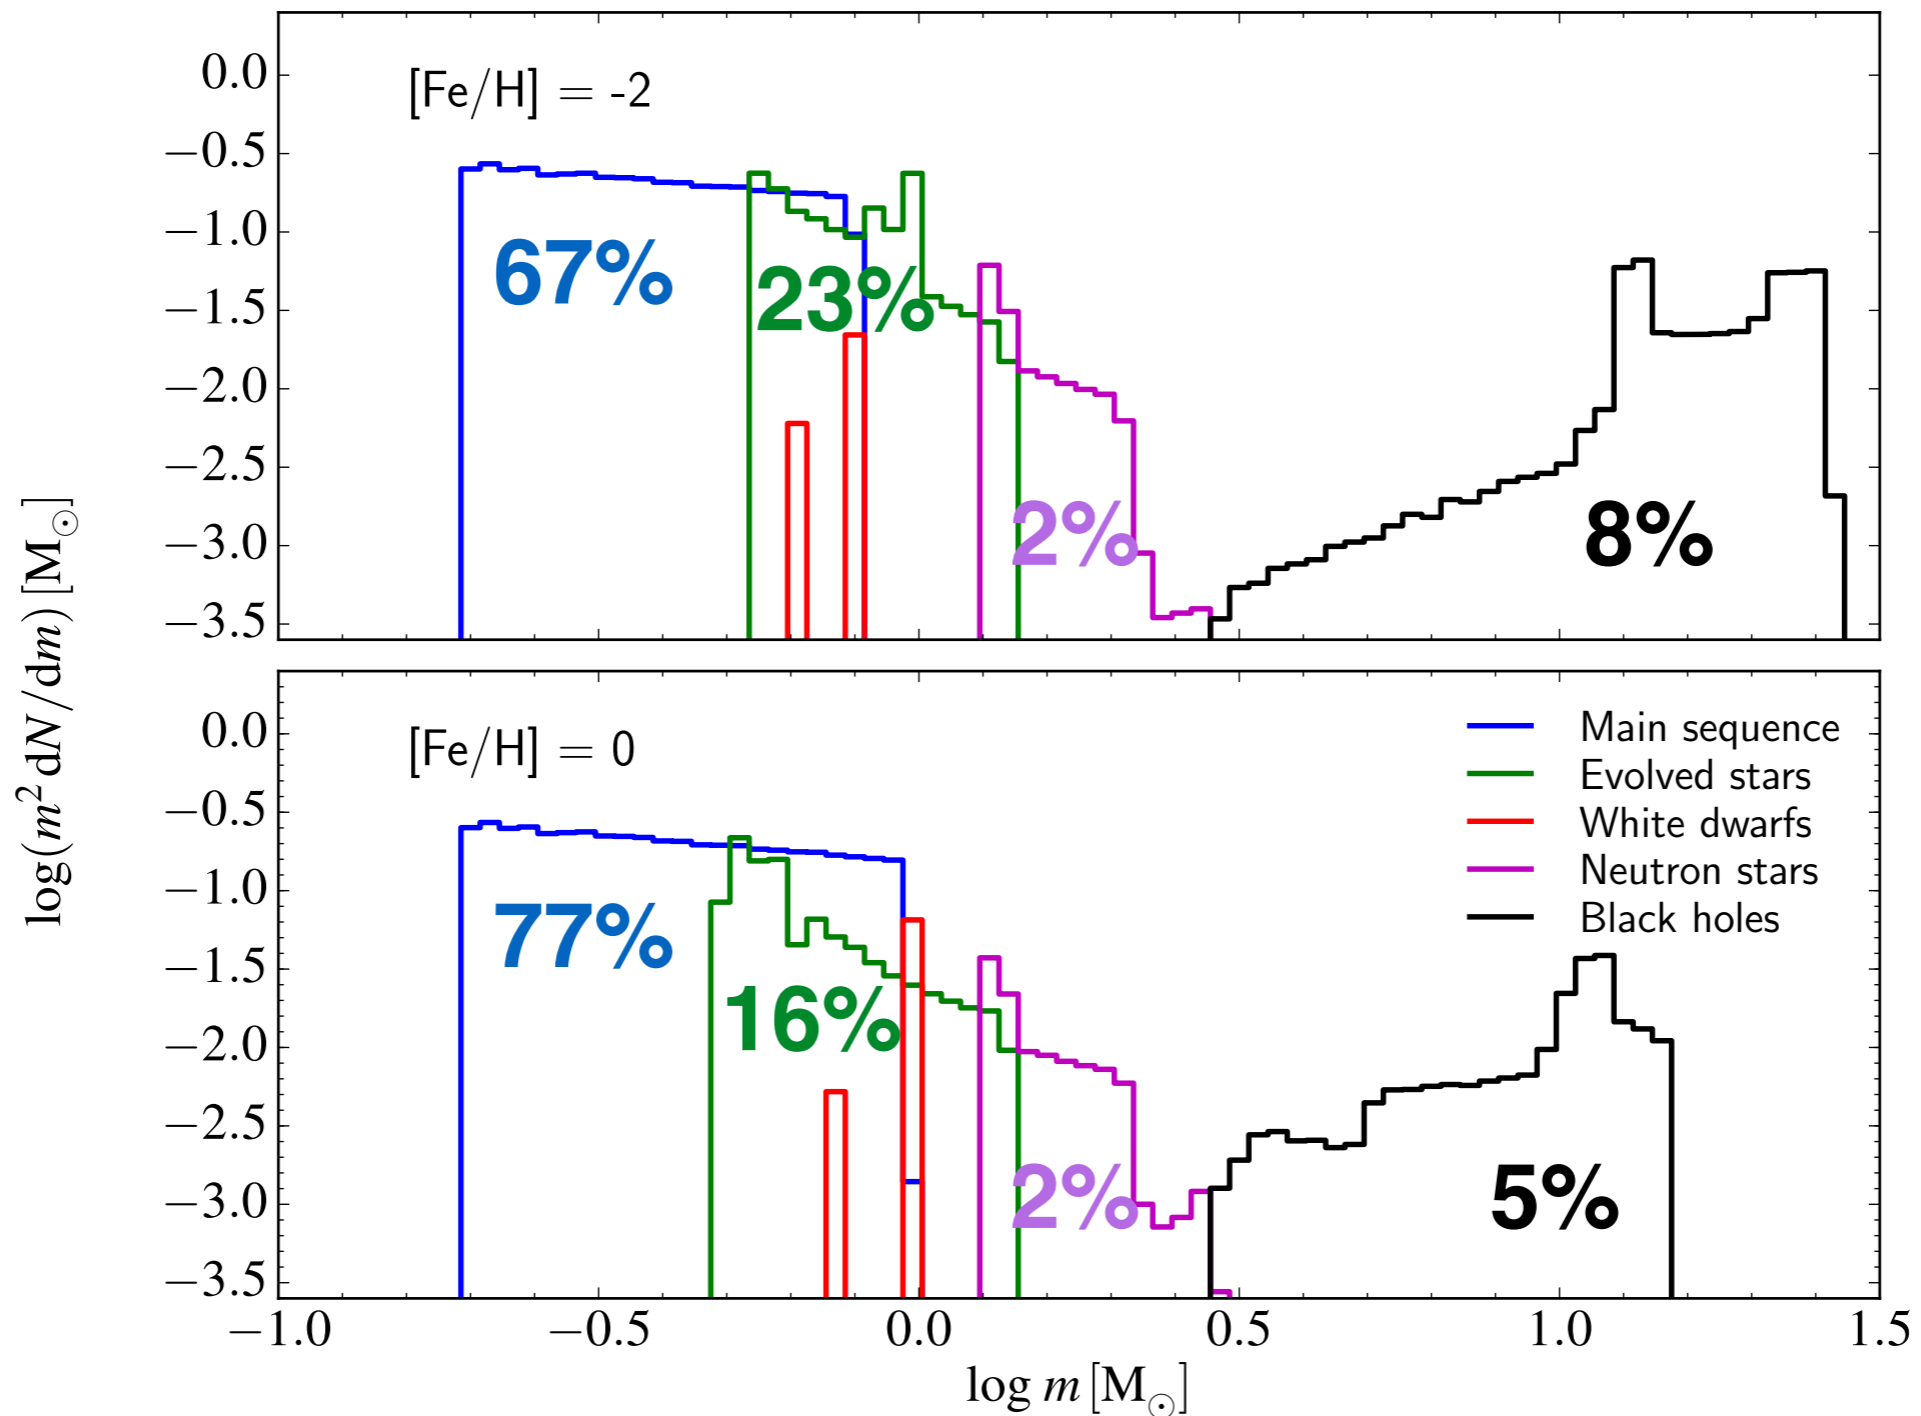 [Fe/H] = -2
0.0
−0.5
−1.0
−1.5
−2.0
−2.5
−3.0
−3.5
67%
23%
2%
8%
log(m² dN/dm) [M☉]
[Fe/H] = 0
0.0
−0.5
−1.0
−1.5
−2.0
−2.5
−3.0
−3.5
Main sequence
Evolved stars
White dwarfs
Neutron stars
Black holes
77%
16%
2%
5%
−1.0 −0.5 0.0 0.5 1.0 1.5
log m [M☉]